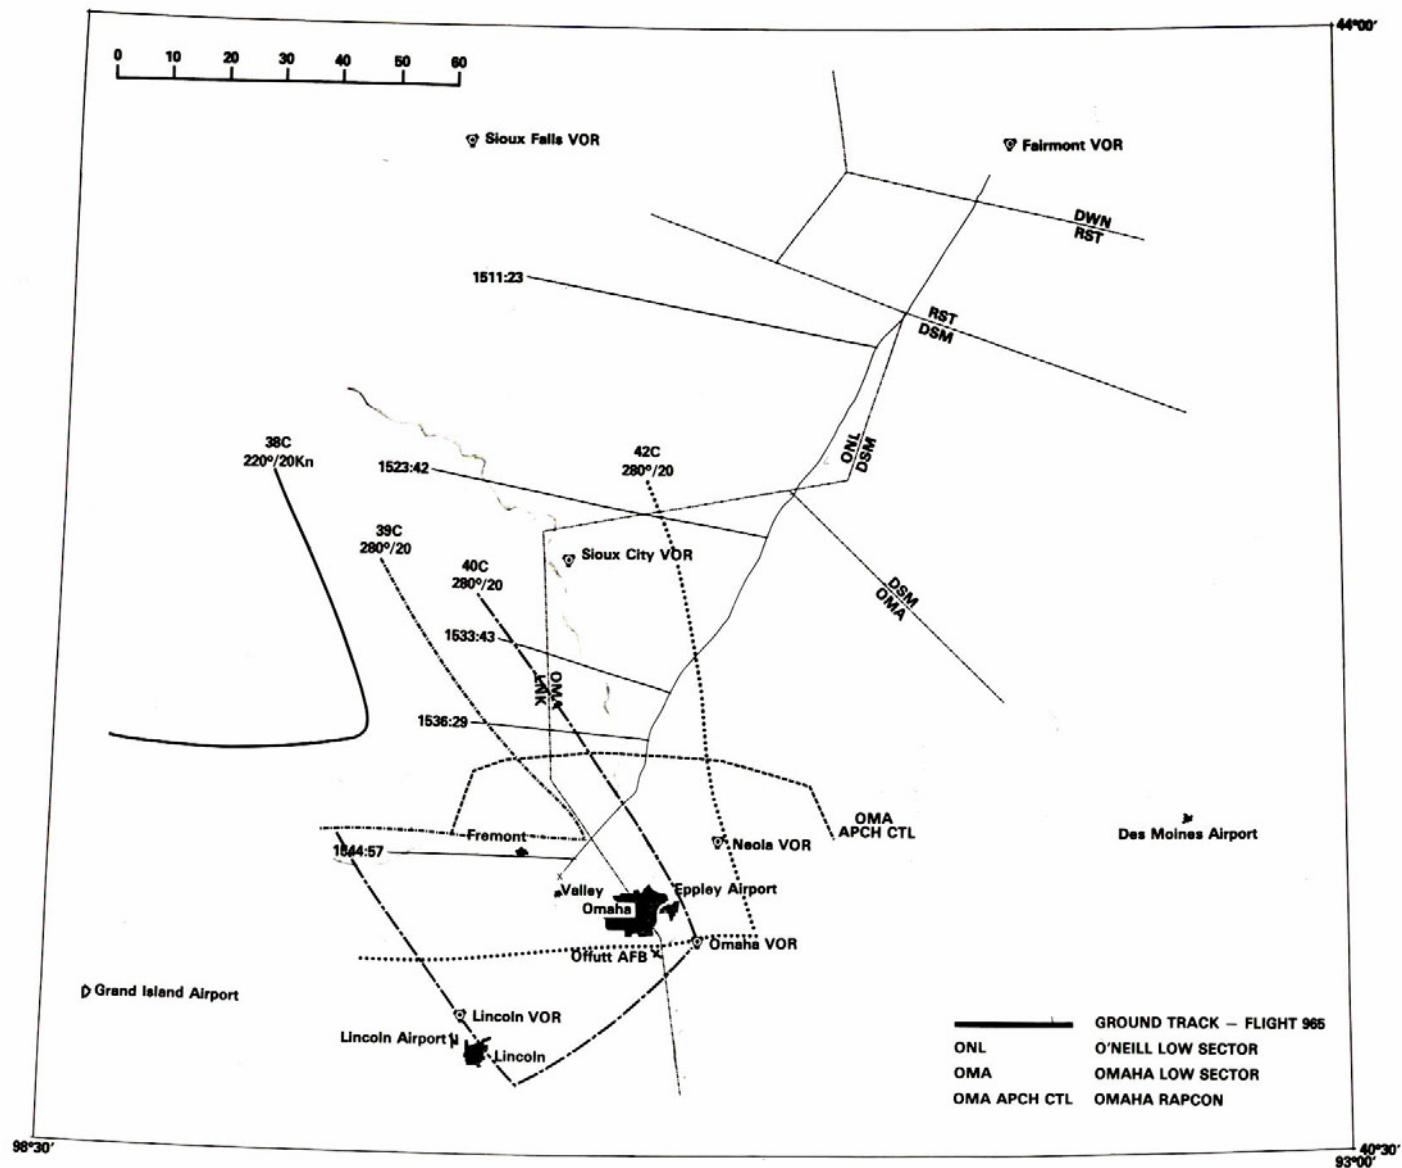 44°00'
0 10 20 30 40 50 60
Sioux Falls VOR
Fairmont VOR
DWN
RST
1511:23
RST
DSM
38C
220°/20Kn
42C
280°/20
ONL
DSM
1523:42
39C
280°/20
Sioux City VOR
40C
280°/20
DSM
OMA
1533:43
OMA
LNK
1536:29
OMA
APCH CTL
Des Moines Airport
Fremont
Neola VOR
1544:57
Valley
Eppley Airport
Omaha
Omaha VOR
Offutt AFB
Grand Island Airport
Lincoln VOR
Lincoln Airport
Lincoln
GROUND TRACK – FLIGHT 965
ONL O'NEILL LOW SECTOR
OMA OMAHA LOW SECTOR
OMA APCH CTL OMAHA RAPCON
98°30'
40°30'
93°00'